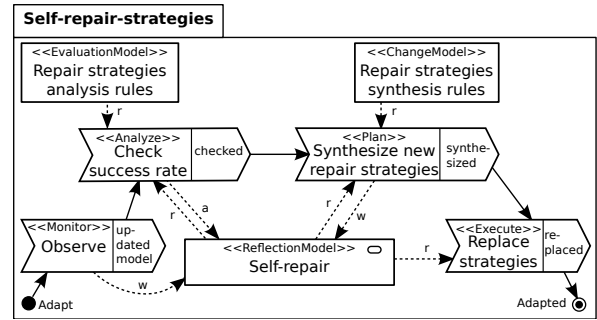 Self-repair-strategies
<<EvaluationModel>>
Repair strategies
analysis rules
<<ChangeModel>>
Repair strategies
synthesis rules
r
r
<<Analyze>>
Check
success rate
checked
<<Plan>>
Synthesize new
repair strategies
synthe-
sized
a
r
r
w
<<Monitor>>
Observe
up-
dated
model
<<ReflectionModel>>
Self-repair
r
<<Execute>>
Replace
strategies
re-
placed
w
Adapt
Adapted